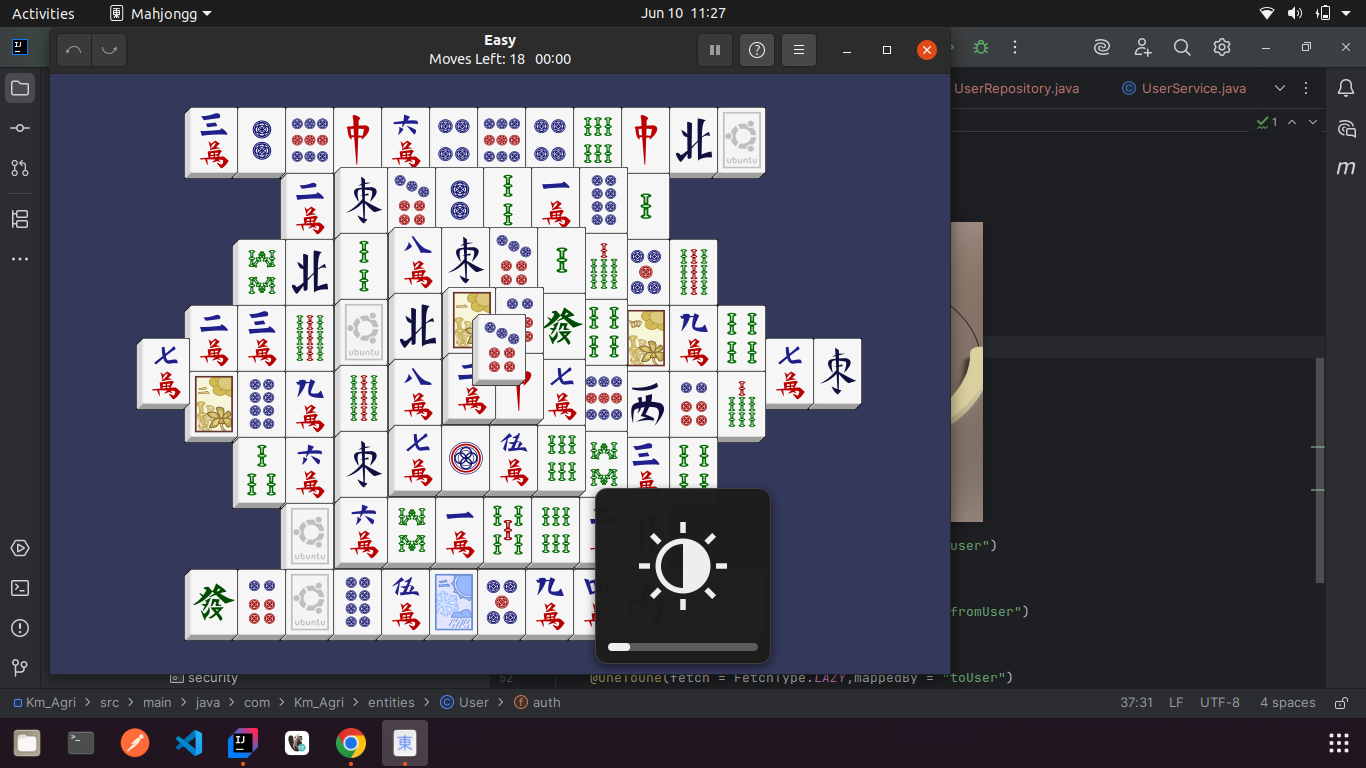 Activities
Mahjongg
Jun 10 11:27
Easy
Moves Left: 18 00:00
UserRepository.java
UserService.java
1
三萬 中 六萬 中 北 ubuntu
二萬 東 一萬
北 八萬 東
二萬 三萬 ubuntu 北 發 九萬
七萬 七萬 東
九萬 八萬 七萬 西
六萬 東 七萬 伍萬 三萬
ubuntu 六萬 一萬
發 ubuntu 伍萬 九萬
user")
fromUser")
security
52
@OneToOne(fetch = FetchType.LAZY,mappedBy = "toUser")
Km_Agri
src
main
java
com
Km_Agri
entities
User
auth
37:31
LF
UTF-8
4 spaces